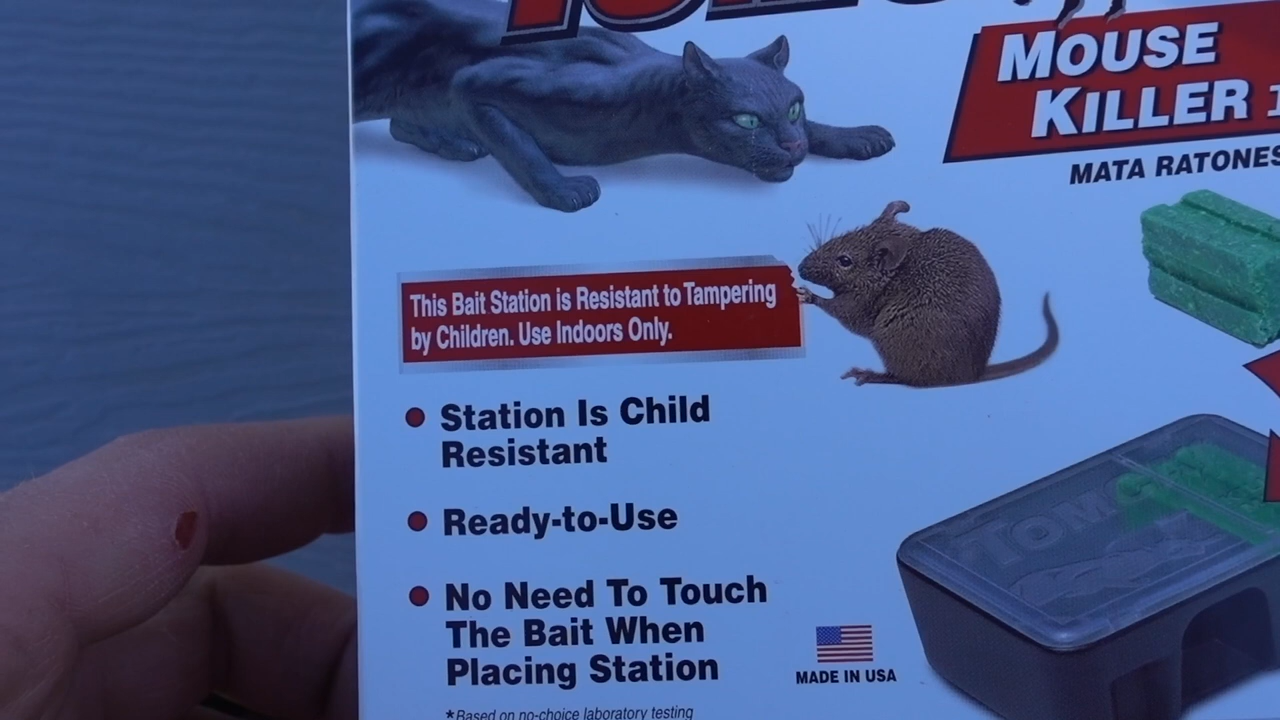 MOUSE
KILLER
MATA RATONES
This Bait Station is Resistant to Tampering
by Children. Use Indoors Only.
Station Is Child
Resistant
Ready-to-Use
No Need To Touch
The Bait When
Placing Station
TOM
MADE IN USA
*Based on no-choice laboratory testing